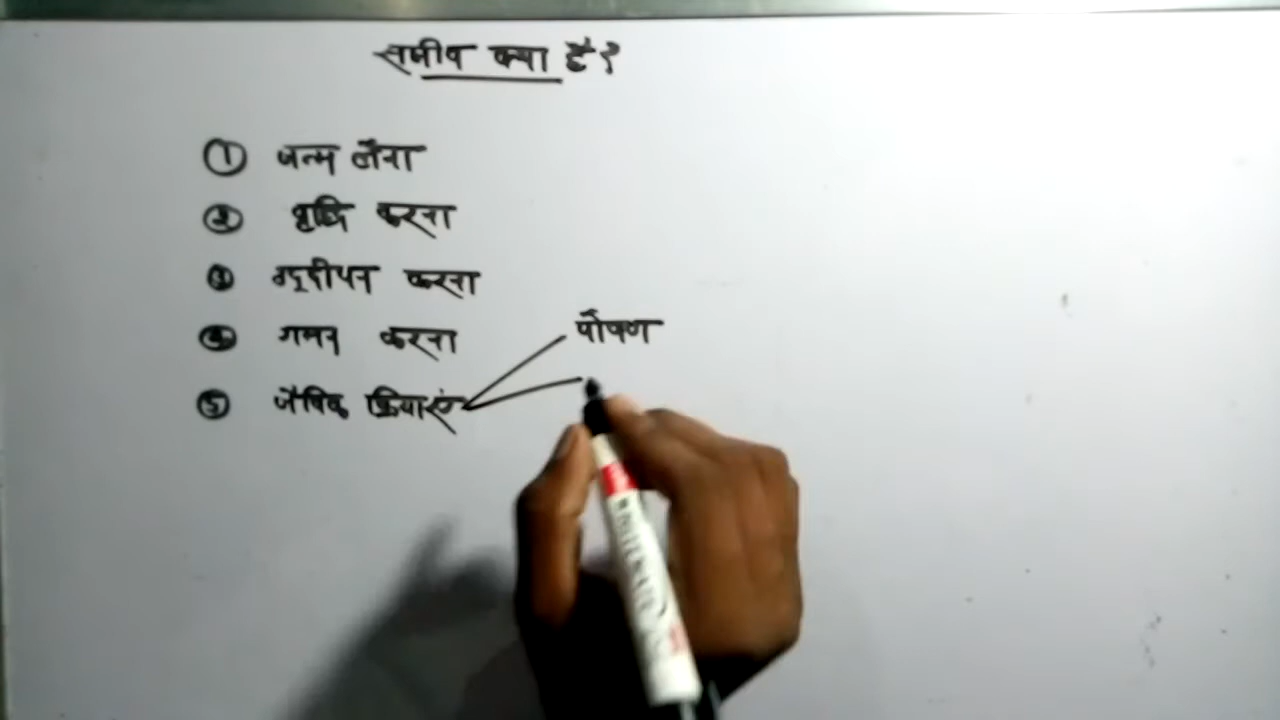 सजीव क्या है?
① जन्म लेना
② वृद्धि करना
③ उद्दीपन करना
④ गमन करना
पोषण
⑤ जैविक क्रियाएं